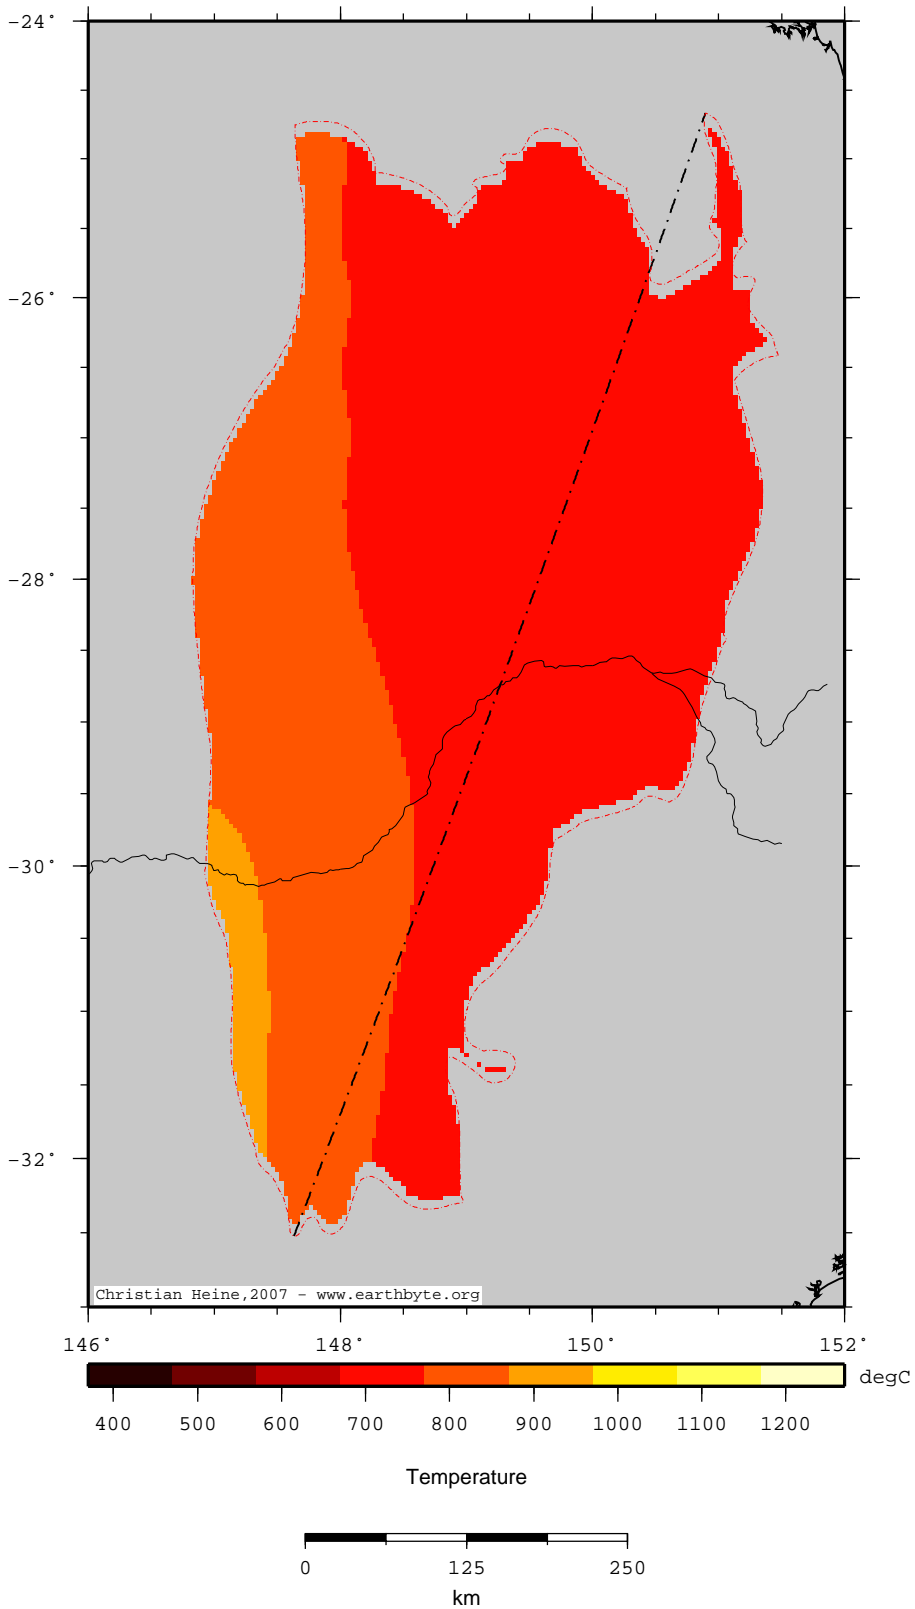 −24°
−26°
−28°
−30°
−32°
Christian Heine,2007 − www.earthbyte.org
146° 148° 150° 152°
degC
400 500 600 700 800 900 1000 1100 1200
Temperature
0 125 250
km